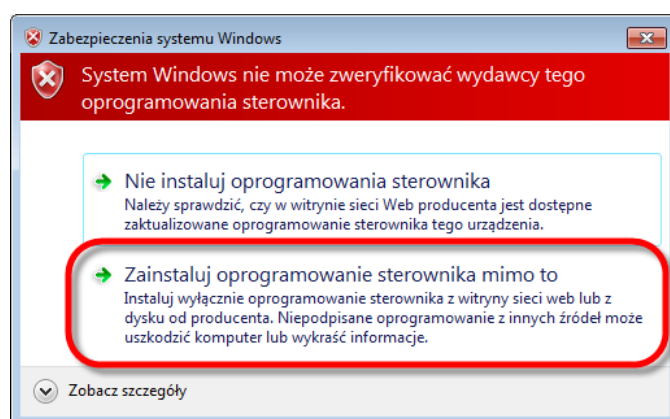 Zabezpieczenia systemu Windows
System Windows nie może zweryfikować wydawcy tego
oprogramowania sterownika.
Nie instaluj oprogramowania sterownika
Należy sprawdzić, czy w witrynie sieci Web producenta jest dostępne
zaktualizowane oprogramowanie sterownika tego urządzenia.
Zainstaluj oprogramowanie sterownika mimo to
Instaluj wyłącznie oprogramowanie sterownika z witryny sieci web lub z
dysku od producenta. Niepodpisane oprogramowanie z innych źródeł może
uszkodzić komputer lub wykraść informacje.
Zobacz szczegóły